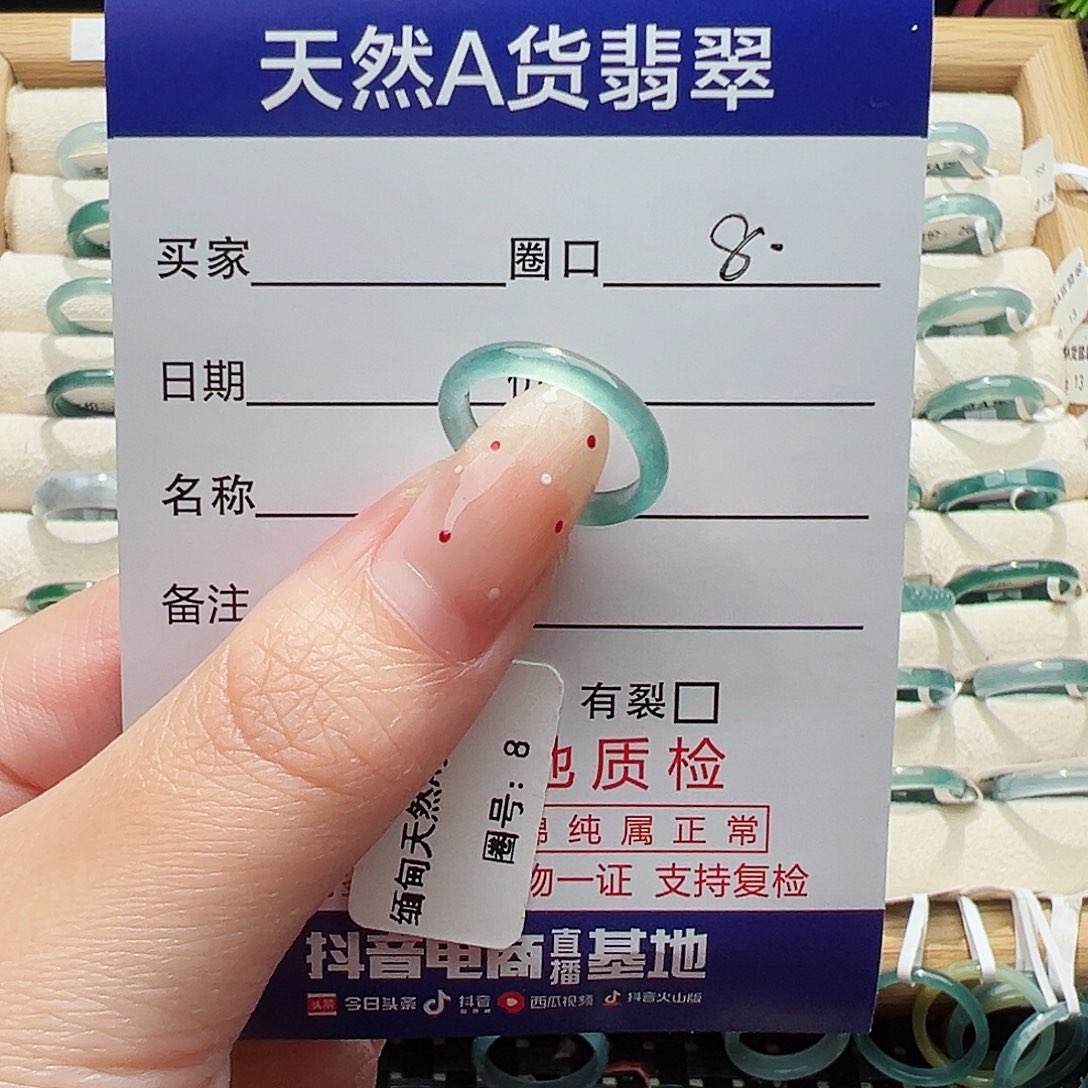 天然A货翡翠
买家 圈口 8.
日期
名称
备注
有裂□
地质检
棉纯属正常
物一证 支持复检
缅甸天然
圈号: 8
抖音电商直播基地
今日头条 抖音 西瓜视频 抖音火山版